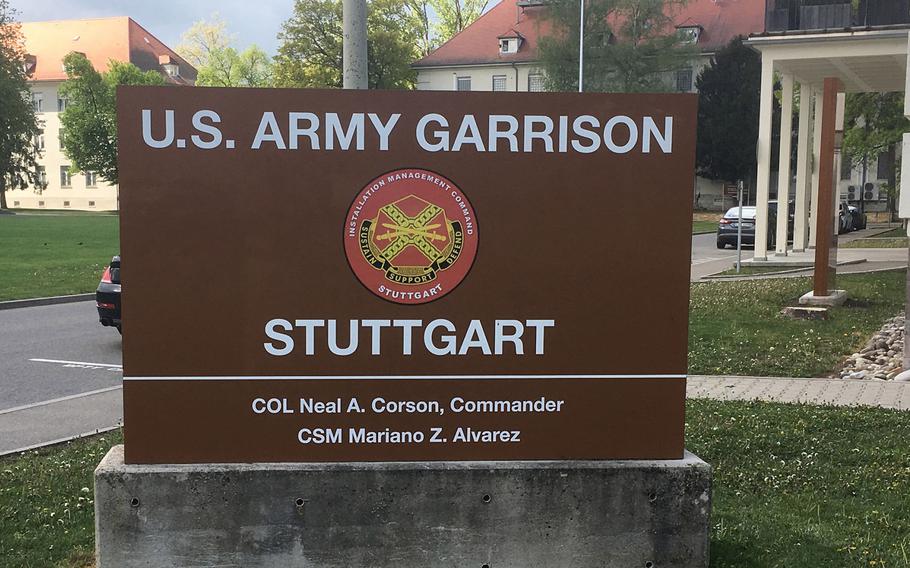 U.S. ARMY GARRISON
INSTALLATION MANAGEMENT COMMAND
SUSTAIN SUPPORT DEFEND
STUTTGART
STUTTGART
COL Neal A. Corson, Commander
CSM Mariano Z. Alvarez